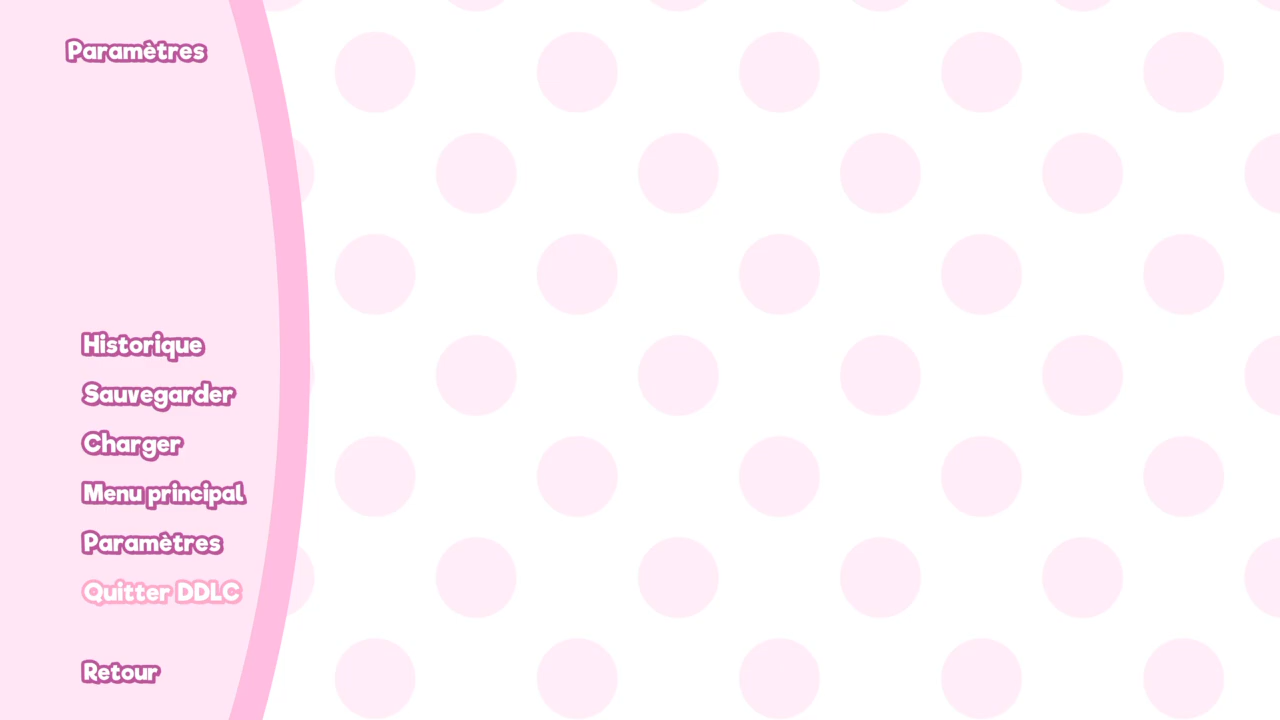 Paramètres
Historique
Sauvegarder
Charger
Menu principal
Paramètres
Quitter DDLC
Retour